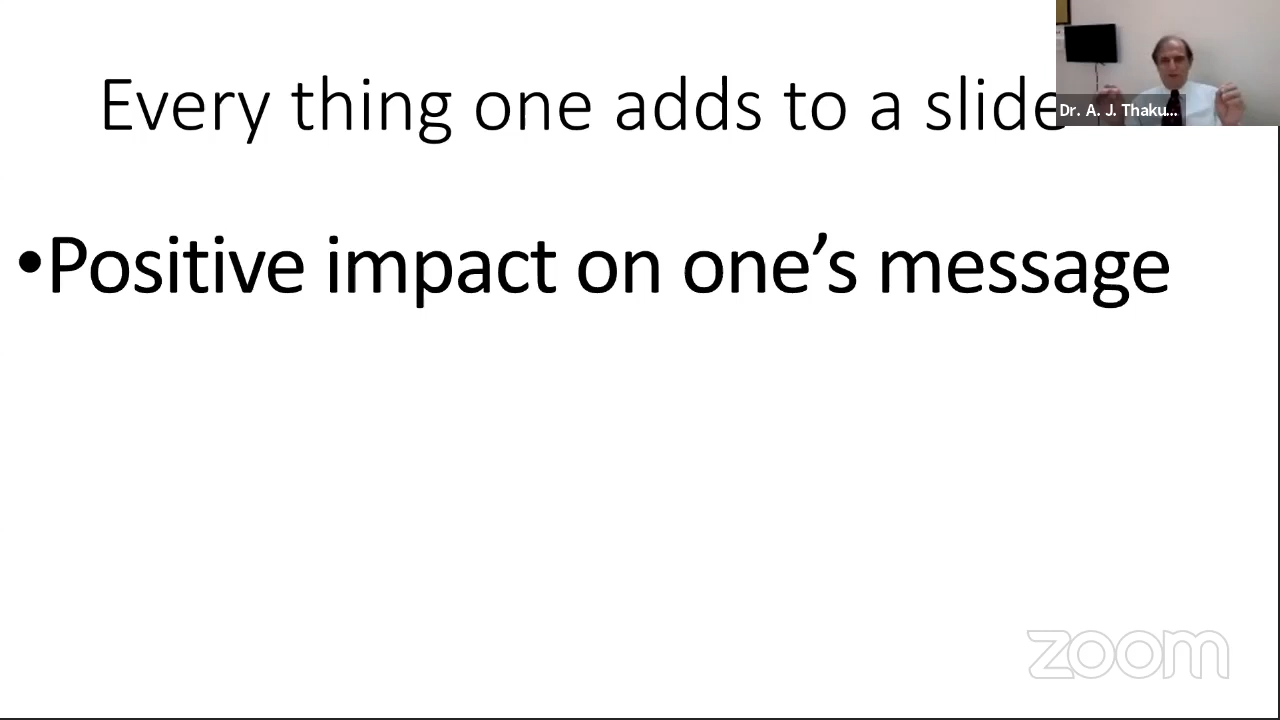 Every thing one adds to a slide
Dr. A. J. Thaku...
•Positive impact on one’s message
zoom